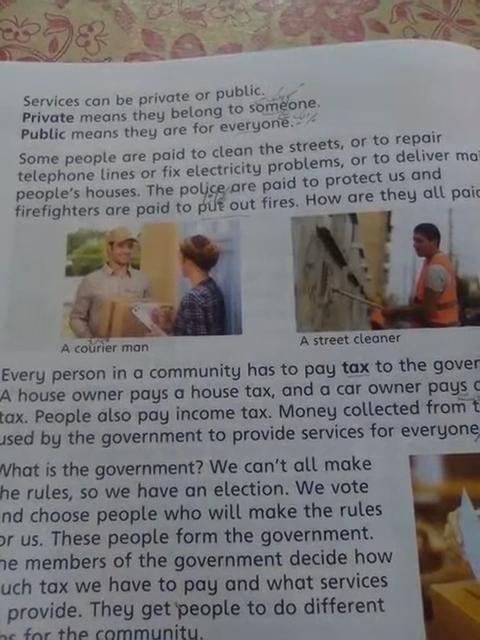 Services can be private or public.
Private means they belong to someone.
Public means they are for everyone.
Some people are paid to clean the streets, or to repair
telephone lines or fix electricity problems, or to deliver
people's houses. The police are paid to protect us and
firefighters are paid to put out fires. How are they all
A courier man
A street cleaner
Every person in a community has to pay tax to the
A house owner pays a house tax, and a car owner pays
tax. People also pay income tax. Money collected from
used by the government to provide services for everyone
What is the government? We can't all make
he rules, so we have an election. We vote
nd choose people who will make the rules
or us. These people form the government.
he members of the government decide how
uch tax we have to pay and what services
provide. They get people to do different
for the community.